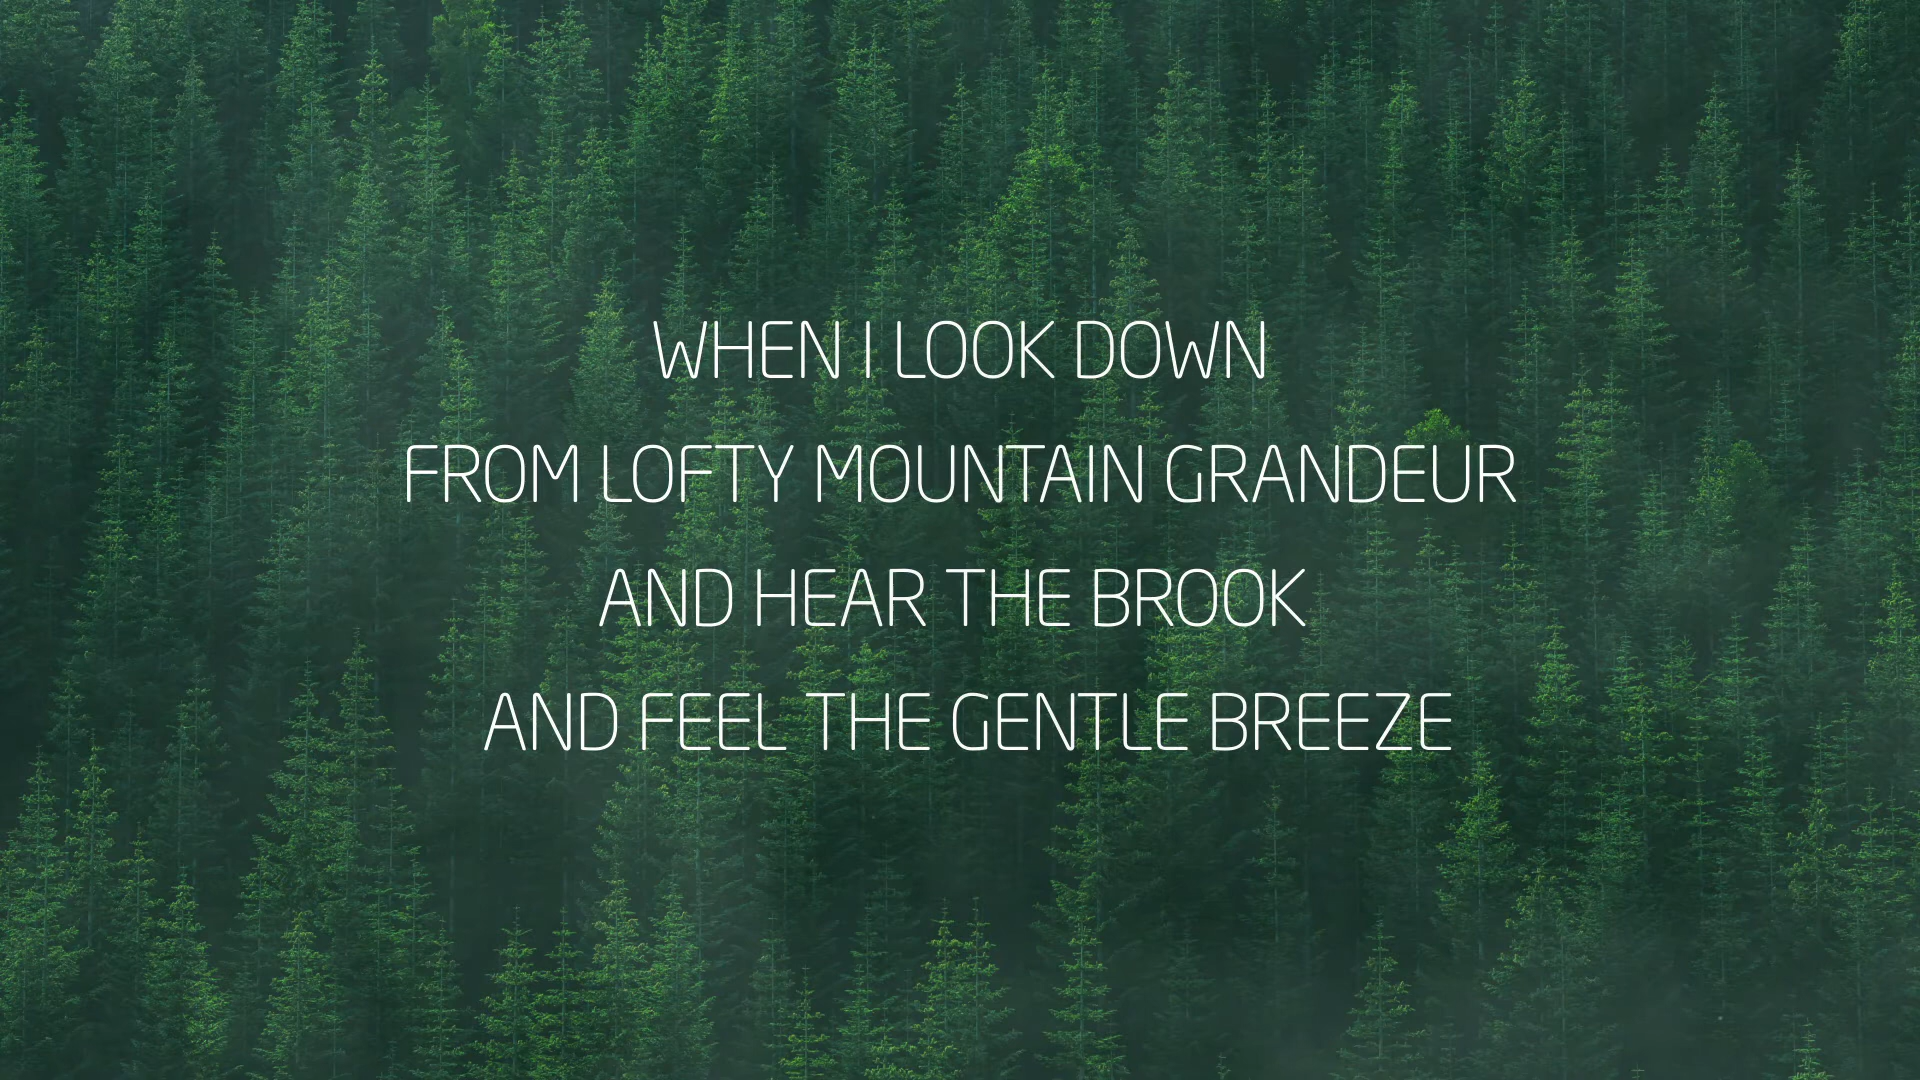 WHEN I LOOK DOWN
FROM LOFTY MOUNTAIN GRANDEUR
AND HEAR THE BROOK
AND FEEL THE GENTLE BREEZE